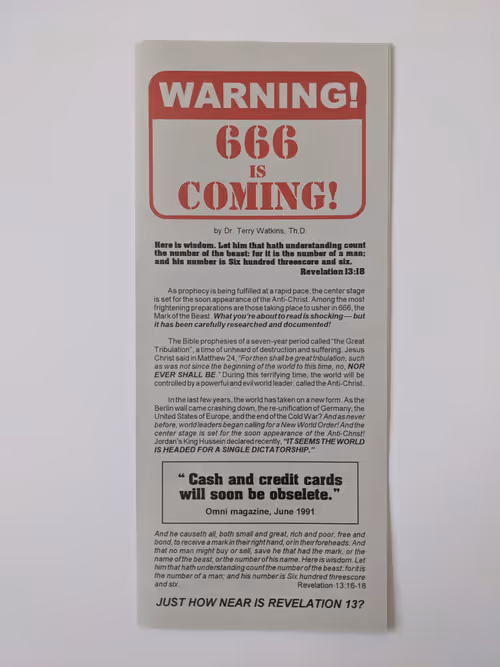 WARNING!
666
IS
COMING!
by Dr. Terry Watkins, Th.D.
Here is wisdom. Let him that hath understanding count
the number of the beast: for it is the number of a man;
and his number is Six hundred threescore and six.
Revelation 13:18
As prophecy is being fulfilled at a rapid pace, the center stage
is set for the soon appearance of the Anti-Christ. Among the most
frightening preparations are those taking place to usher in 666, the
Mark of the Beast. What you're about to read is shocking — but
it has been carefully researched and documented!
The Bible prophesies of a seven-year period called "the Great
Tribulation", a time of unheard of destruction and suffering. Jesus
Christ said in Matthew 24, "For then shall be great tribulation, such
as was not since the beginning of the world to this time, no, NOR
EVER SHALL BE." During this terrifying time, the world will be
controlled by a powerful and evil world leader, called the Anti-Christ.
In the last few years, the world has taken on a new form. As the
Berlin wall came crashing down, the re-unification of Germany, the
United States of Europe, and the end of the Cold War? And as never
before, world leaders began calling for a New World Order! And the
center stage is set for the soon appearance of the Anti-Christ!
Jordan's King Hussein declared recently, "IT SEEMS THE WORLD
IS HEADED FOR A SINGLE DICTATORSHIP."
" Cash and credit cards
will soon be obselete."
Omni magazine, June 1991
And he causeth all, both small and great, rich and poor, free and
bond, to receive a mark in their right hand, or in their foreheads: And
that no man might buy or sell, save he that had the mark, or the
name of the beast, or the number of his name. Here is wisdom. Let
him that hath understanding count the number of the beast: for it is
the number of a man; and his number is Six hundred threescore
and six. Revelation 13:16-18
JUST HOW NEAR IS REVELATION 13?